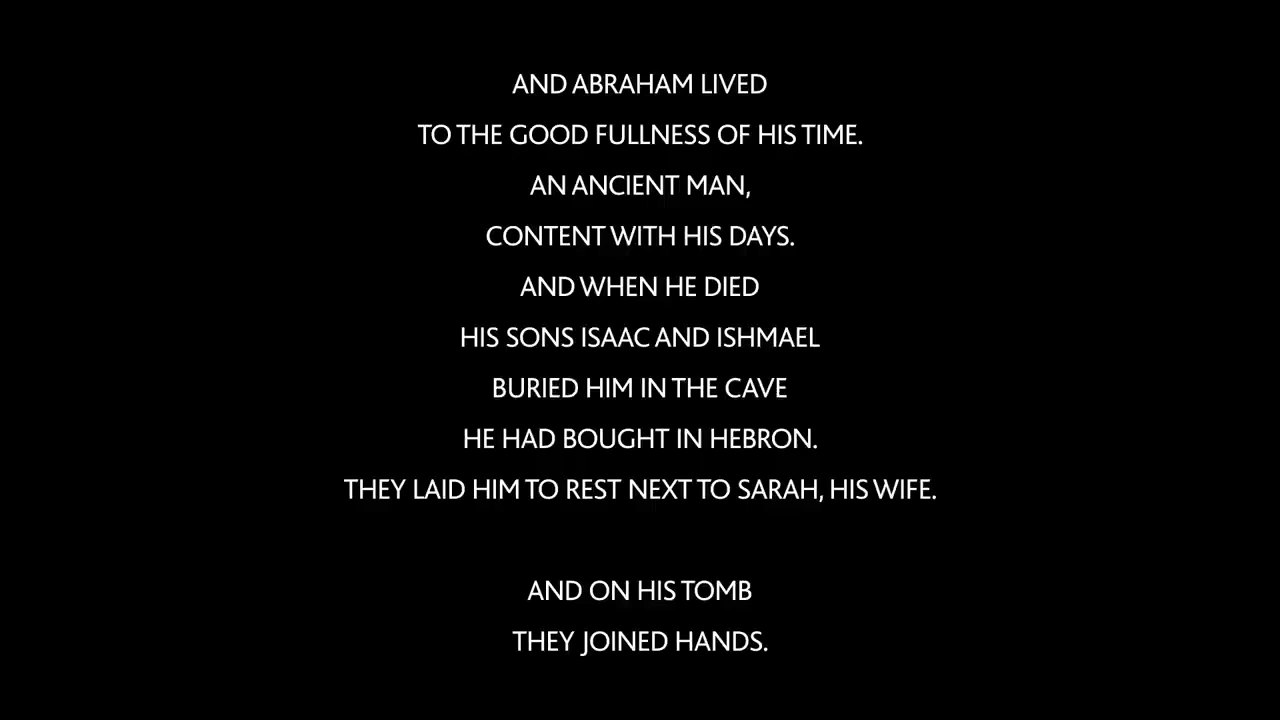 AND ABRAHAM LIVED
TO THE GOOD FULLNESS OF HIS TIME.
AN ANCIENT MAN,
CONTENT WITH HIS DAYS.
AND WHEN HE DIED
HIS SONS ISAAC AND ISHMAEL
BURIED HIM IN THE CAVE
HE HAD BOUGHT IN HEBRON.
THEY LAID HIM TO REST NEXT TO SARAH, HIS WIFE.
AND ON HIS TOMB
THEY JOINED HANDS.